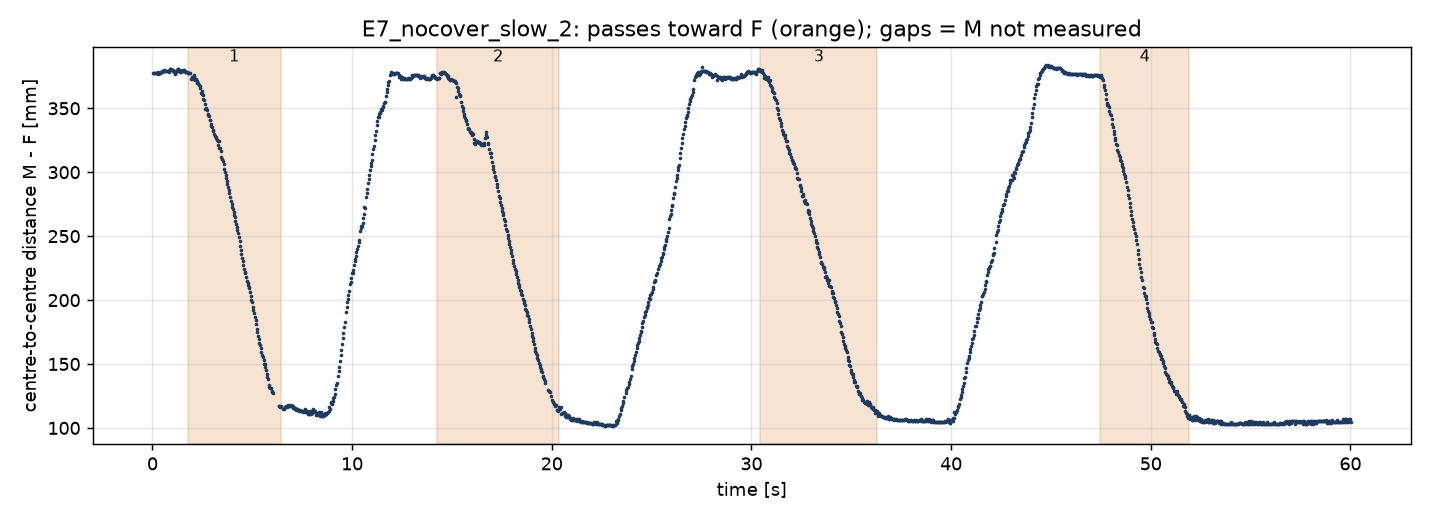 E7_nocover_slow_2: passes toward F (orange); gaps = M not measured
1 2 3 4
centre-to-centre distance M - F [mm]
350
300
250
200
150
100
0 10 20 30 40 50 60
time [s]